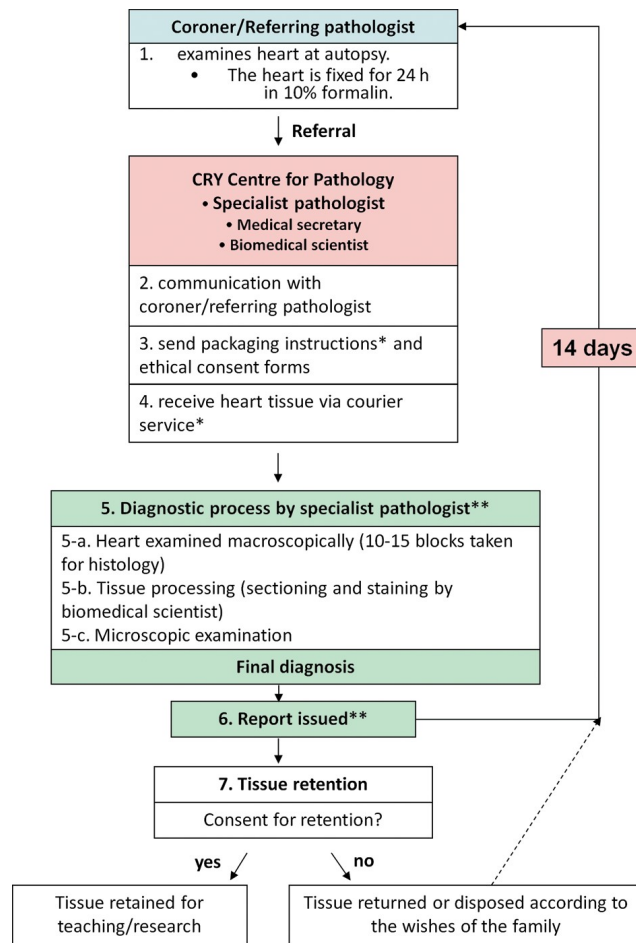 Coroner/Referring pathologist
1. examines heart at autopsy.
• The heart is fixed for 24 h
in 10% formalin.
Referral
CRY Centre for Pathology
• Specialist pathologist
• Medical secretary
• Biomedical scientist
2. communication with
coroner/referring pathologist
3. send packaging instructions* and
ethical consent forms
4. receive heart tissue via courier
service*
14 days
5. Diagnostic process by specialist pathologist**
5-a. Heart examined macroscopically (10-15 blocks taken
for histology)
5-b. Tissue processing (sectioning and staining by
biomedical scientist)
5-c. Microscopic examination
Final diagnosis
6. Report issued**
7. Tissue retention
Consent for retention?
yes
no
Tissue retained for
teaching/research
Tissue returned or disposed according to
the wishes of the family